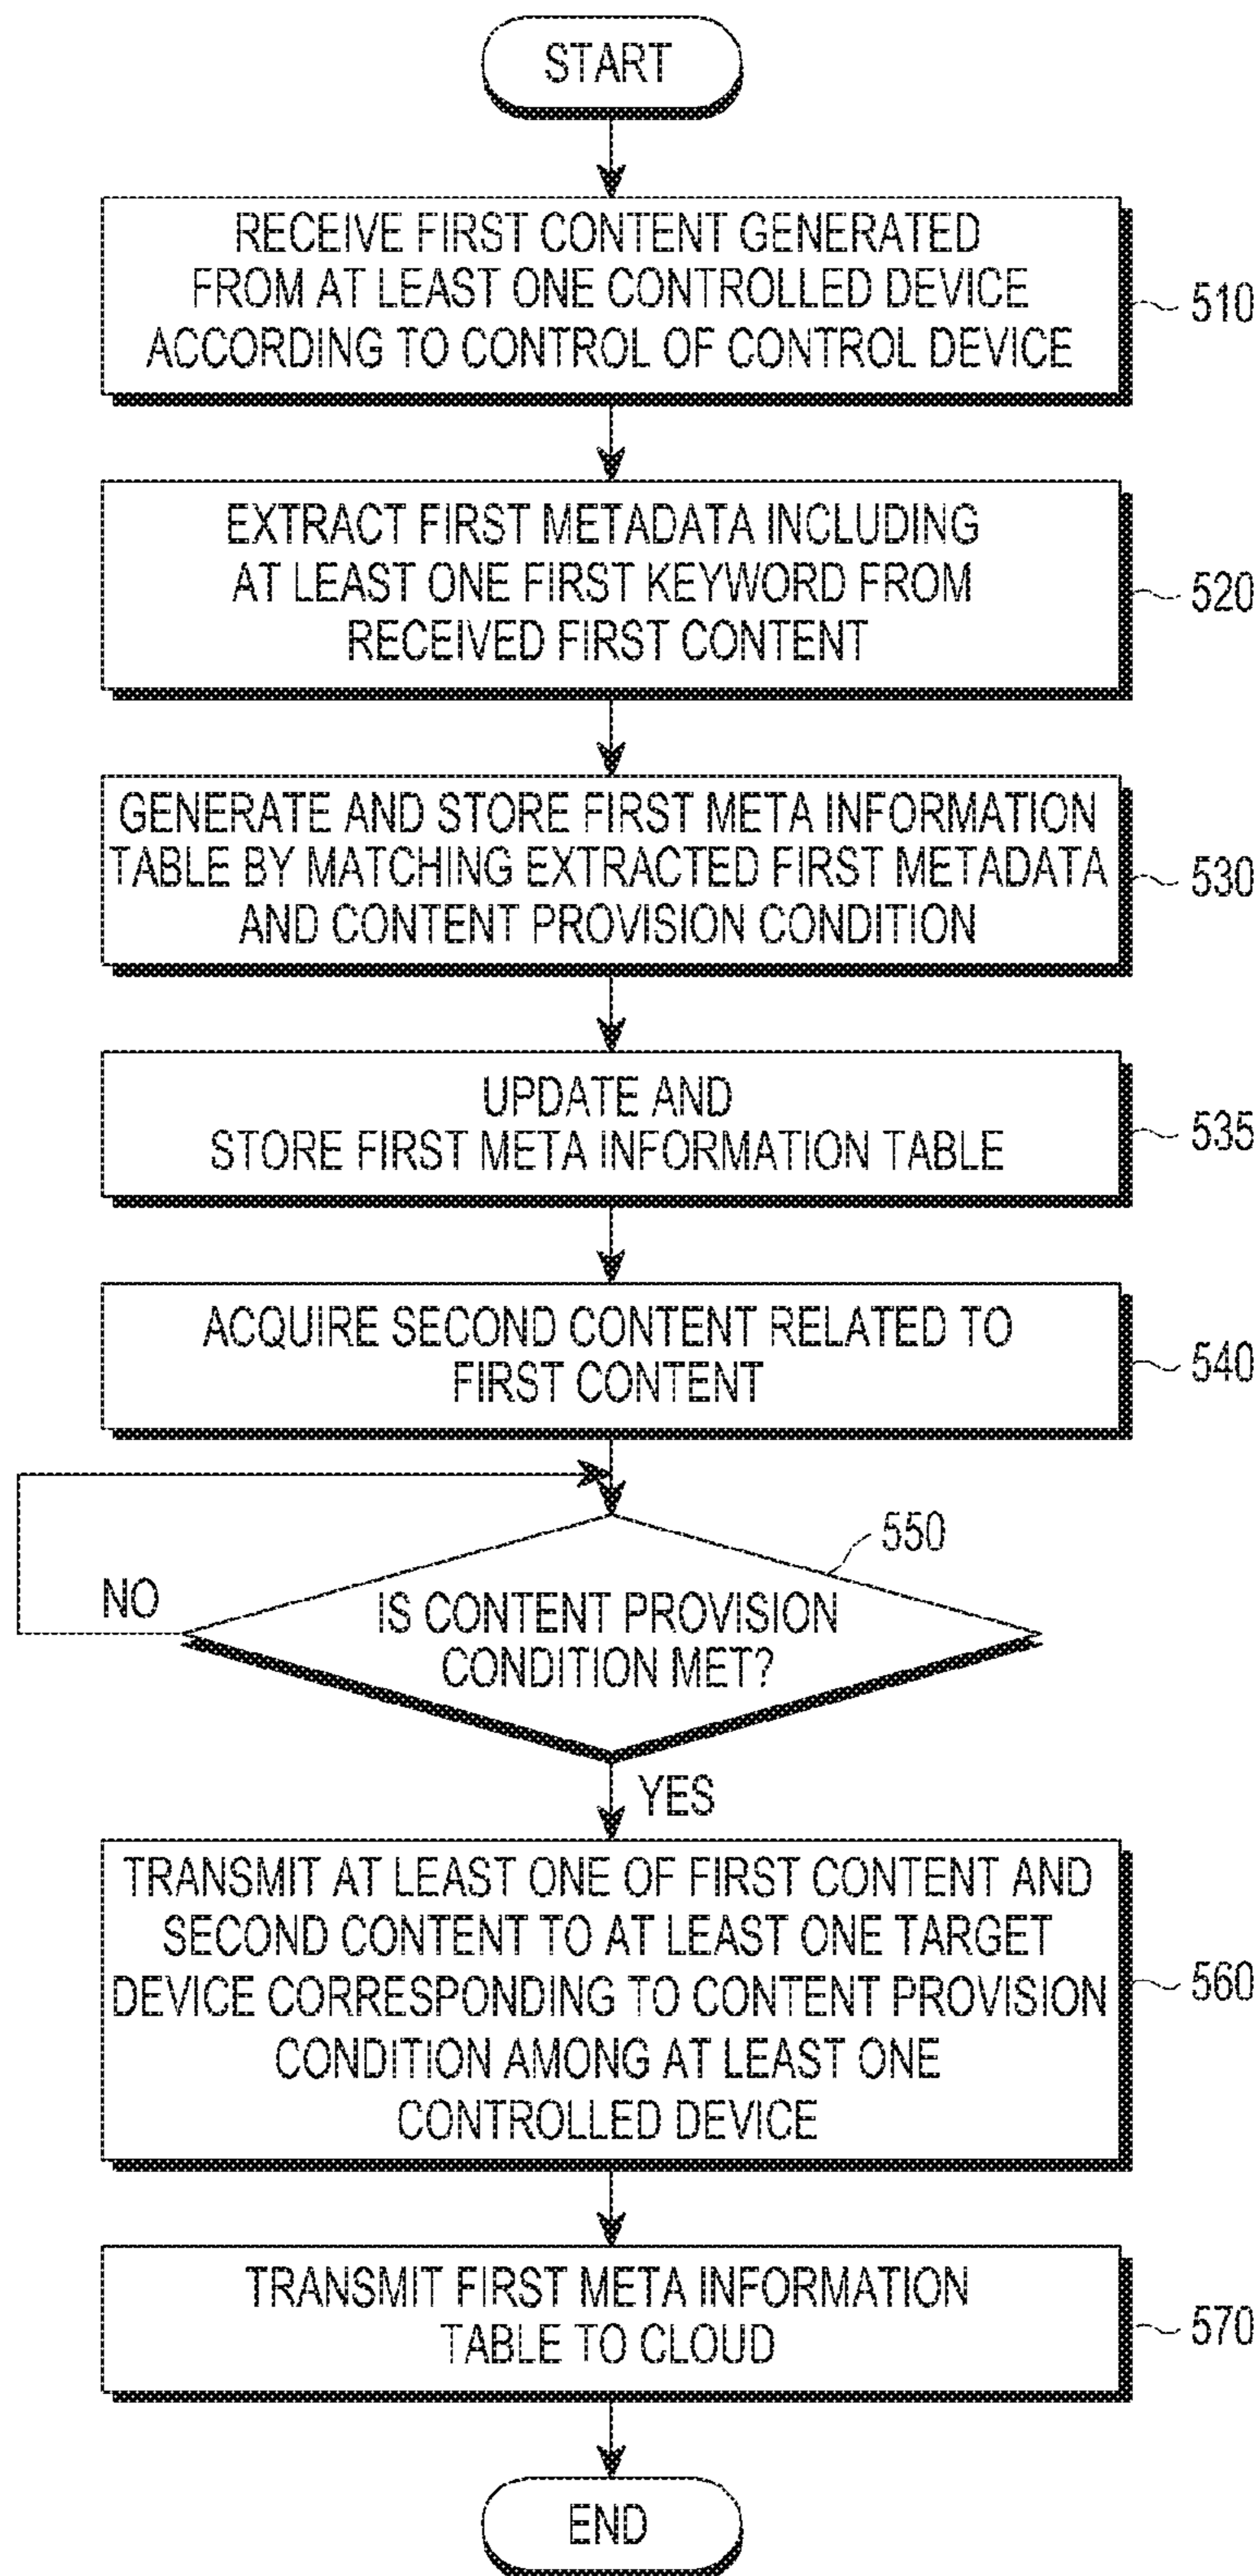 START
RECEIVE FIRST CONTENT GENERATED
FROM AT LEAST ONE CONTROLLED DEVICE
ACCORDING TO CONTROL OF CONTROL DEVICE
510
EXTRACT FIRST METADATA INCLUDING
AT LEAST ONE FIRST KEYWORD FROM
RECEIVED FIRST CONTENT
520
GENERATE AND STORE FIRST META INFORMATION
TABLE BY MATCHING EXTRACTED FIRST METADATA
AND CONTENT PROVISION CONDITION
530
UPDATE AND
STORE FIRST META INFORMATION TABLE
535
ACQUIRE SECOND CONTENT RELATED TO
FIRST CONTENT
540
550
NO
IS CONTENT PROVISION
CONDITION MET?
YES
TRANSMIT AT LEAST ONE OF FIRST CONTENT AND
SECOND CONTENT TO AT LEAST ONE TARGET
DEVICE CORRESPONDING TO CONTENT PROVISION
CONDITION AMONG AT LEAST ONE
CONTROLLED DEVICE
560
TRANSMIT FIRST META INFORMATION
TABLE TO CLOUD
570
END